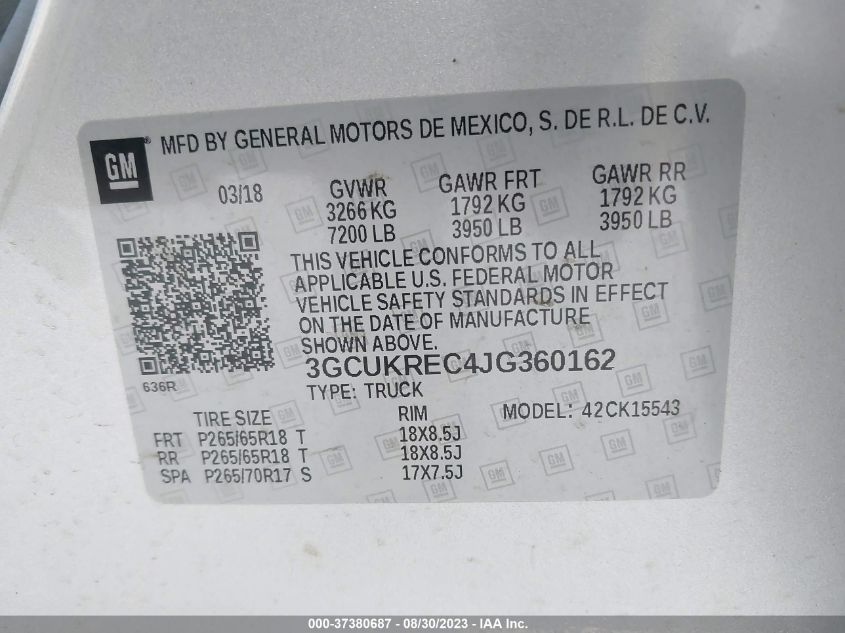 GM
MFD BY GENERAL MOTORS DE MEXICO, S. DE R.L. DE C.V.
03/18 GVWR GAWR FRT GAWR RR
3266 KG 1792 KG 1792 KG
7200 LB 3950 LB 3950 LB
THIS VEHICLE CONFORMS TO ALL
APPLICABLE U.S. FEDERAL MOTOR
VEHICLE SAFETY STANDARDS IN EFFECT
ON THE DATE OF MANUFACTURE
SHOWN ABOVE.
3GCUKREC4JG360162
636R
TYPE: TRUCK
TIRE SIZE RIM MODEL: 42CK15543
FRT P265/65R18 T 18X8.5J
RR P265/65R18 T 18X8.5J
SPA P265/70R17 S 17X7.5J
000-37380687 - 08/30/2023 - IAA Inc.